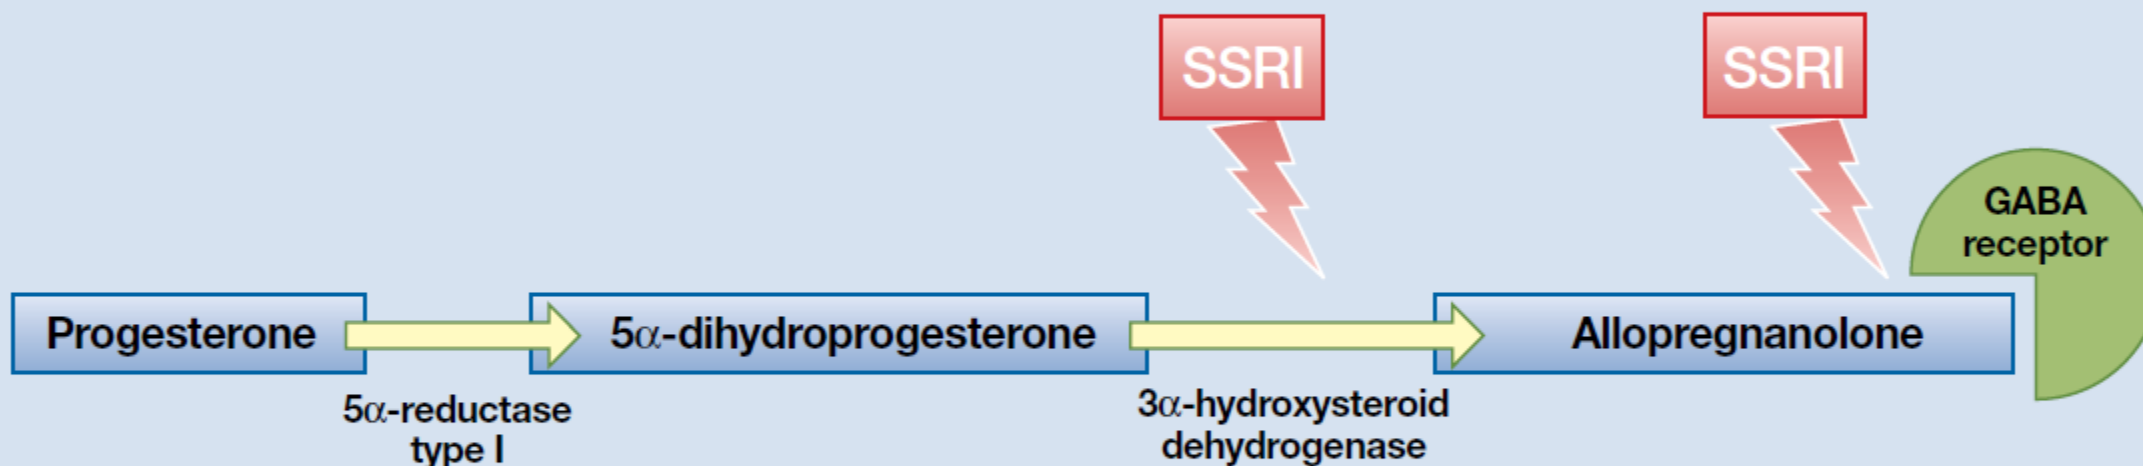 SSRI
SSRI
GABA
receptor
Progesterone
5α-dihydroprogesterone
Allopregnanolone
5α-reductase
type I
3α-hydroxysteroid
dehydrogenase